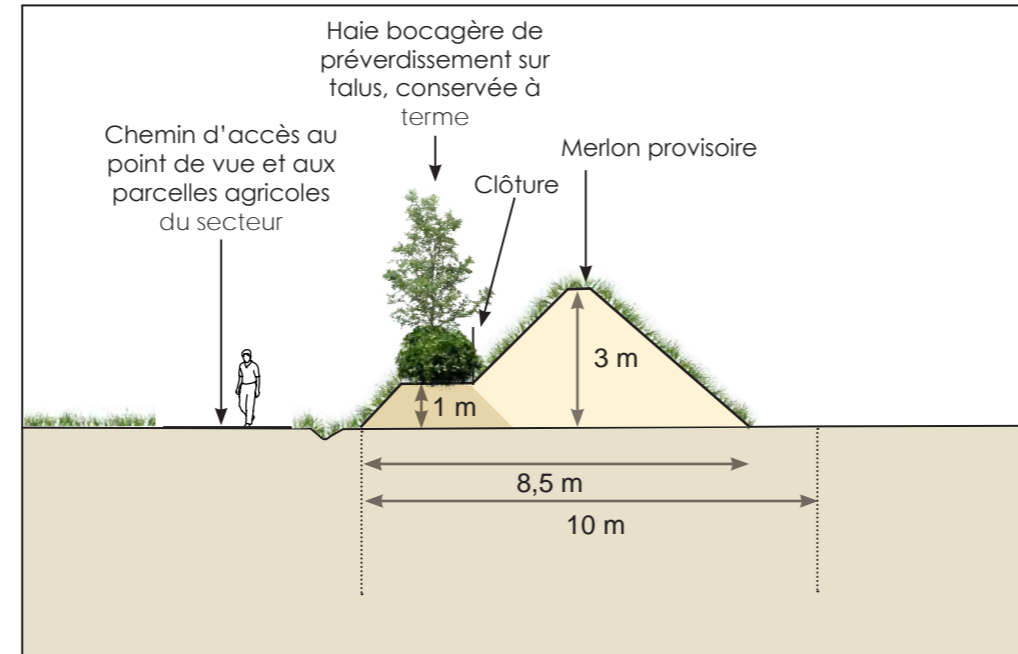 Haie bocagère de
préverdissement sur
talus, conservée à
terme
Chemin d'accès au
point de vue et aux
parcelles agricoles
du secteur
Clôture
Merlon provisoire
3 m
1 m
8,5 m
10 m